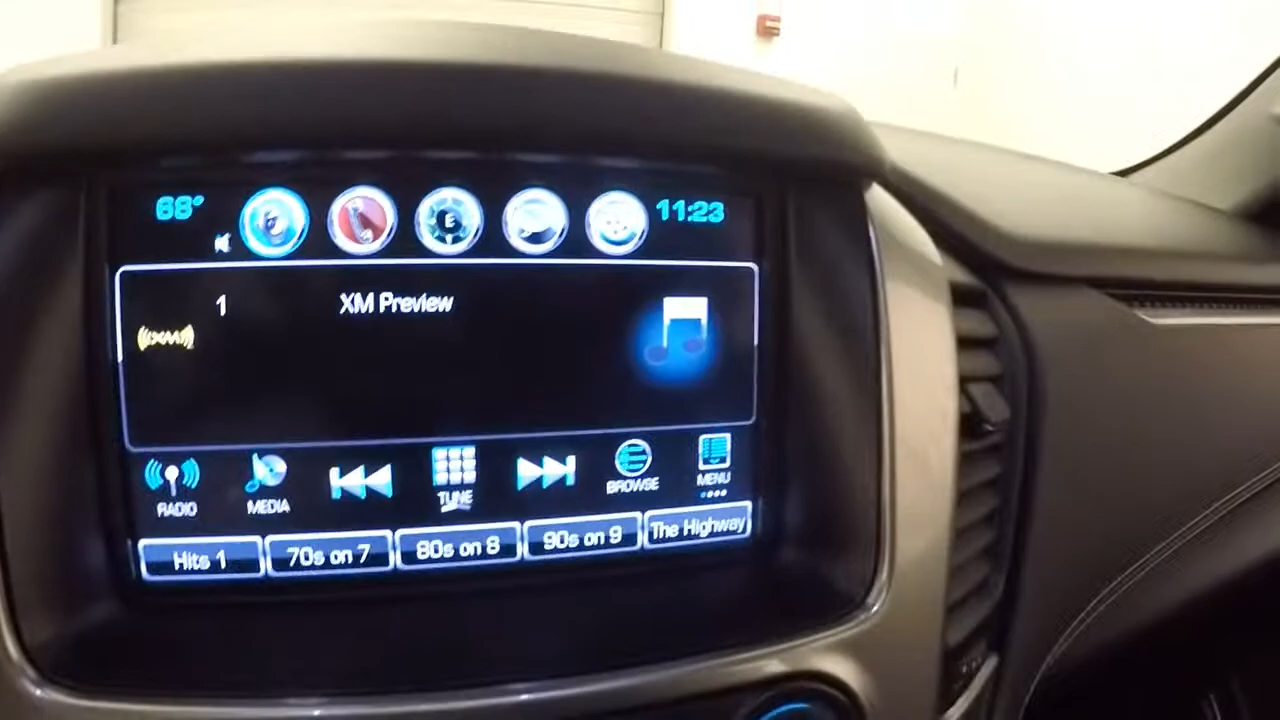 68° 11:23
E
1 XM Preview
((XM))
RADIO MEDIA TUNE BROWSE MENU
Hits 1 70s on 7 80s on 8 90s on 9 The Highway